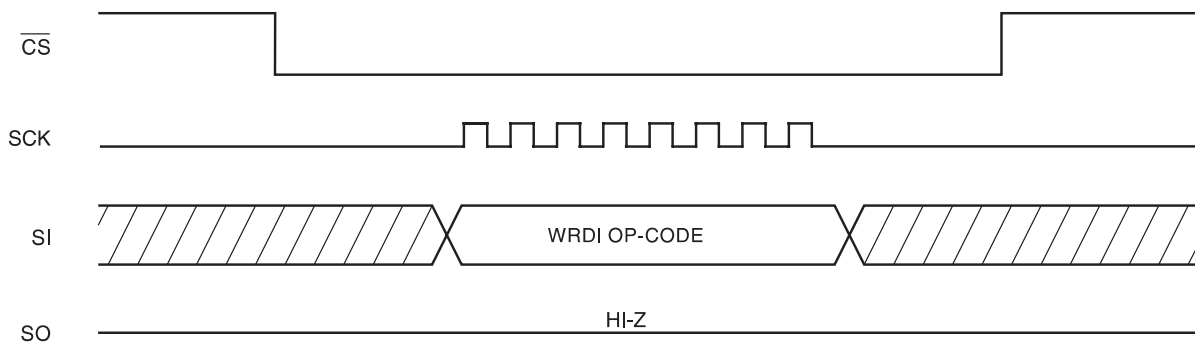 CS
SCK
SI
WRDI OP-CODE
SO
HI-Z